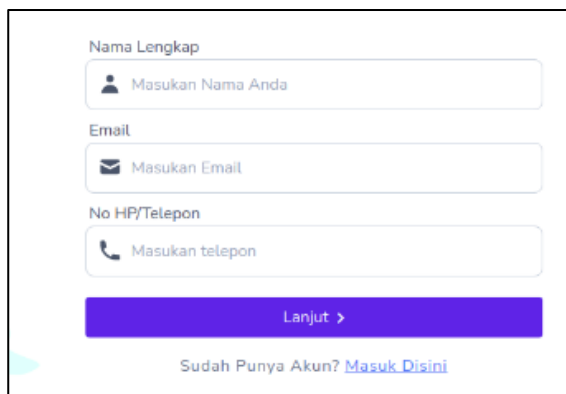 Nama Lengkap
Masukan Nama Anda
Email
Masukan Email
No HP/Telepon
Masukan telepon
Lanjut >
Sudah Punya Akun? Masuk Disini